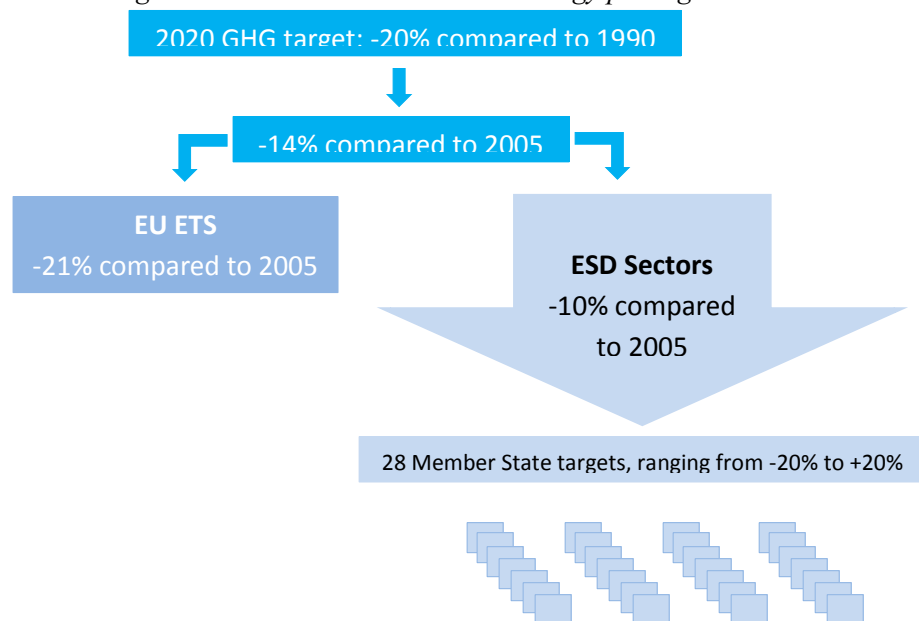 2020 GHG target: -20% compared to 1990
-14% compared to 2005
EU ETS
-21% compared to 2005
ESD Sectors
-10% compared
to 2005
28 Member State targets, ranging from -20% to +20%